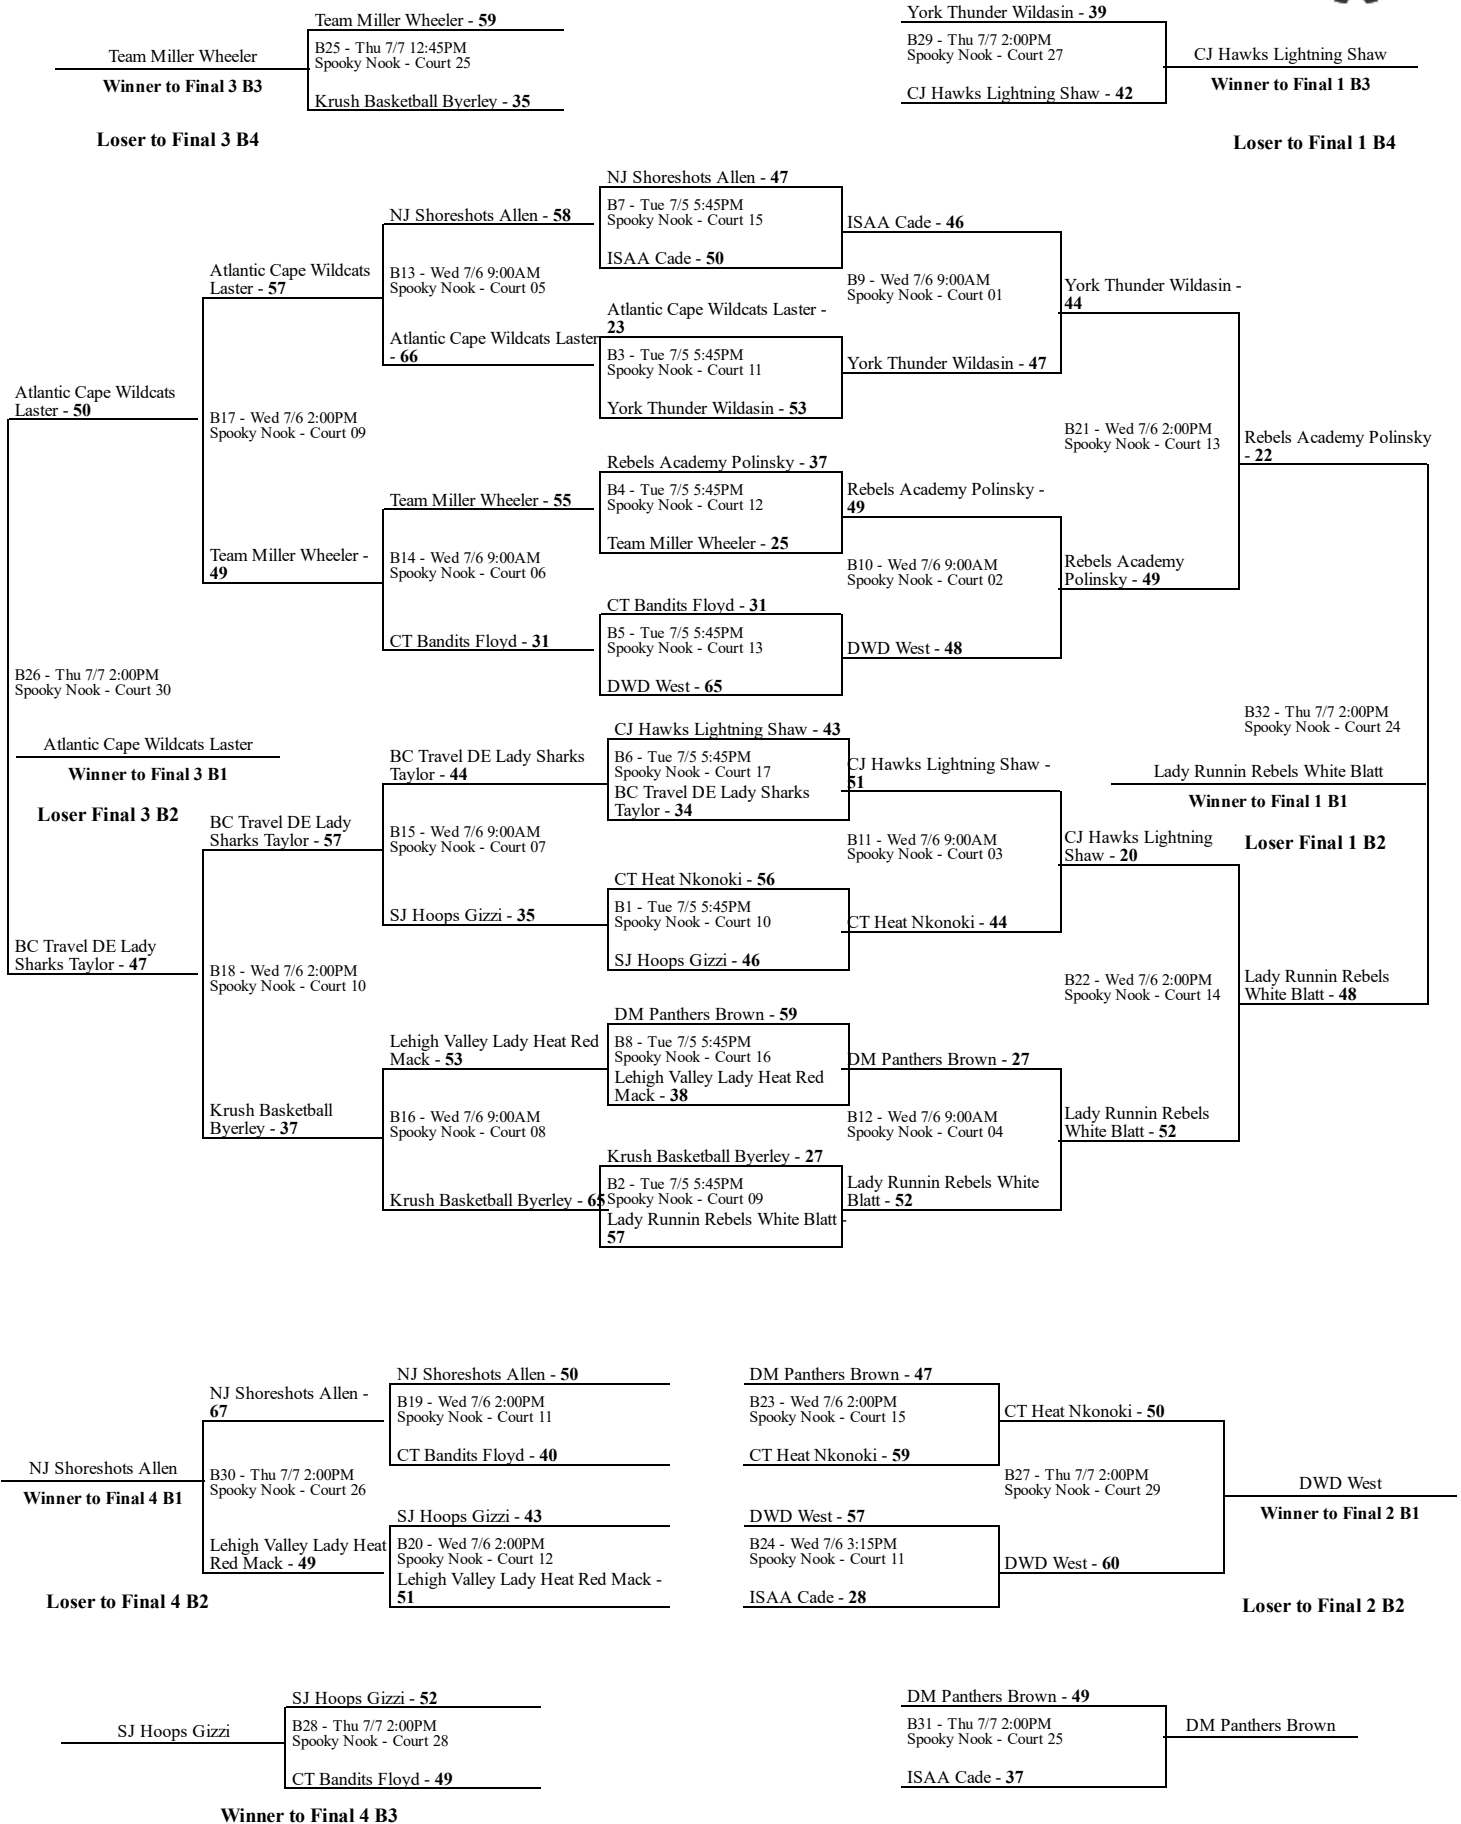 Team Miller Wheeler - 59
B25 - Thu 7/7 12:45PM
Spooky Nook - Court 25
Krush Basketball Byerley - 35
Team Miller Wheeler
Winner to Final 3 B3
Loser to Final 3 B4
York Thunder Wildasin - 39
B29 - Thu 7/7 2:00PM
Spooky Nook - Court 27
CJ Hawks Lightning Shaw - 42
CJ Hawks Lightning Shaw
Winner to Final 1 B3
Loser to Final 1 B4
NJ Shoreshots Allen - 47
B7 - Tue 7/5 5:45PM
Spooky Nook - Court 15
ISAA Cade - 50
Atlantic Cape Wildcats Laster -
23
B3 - Tue 7/5 5:45PM
Spooky Nook - Court 11
York Thunder Wildasin - 53
Rebels Academy Polinsky - 37
B4 - Tue 7/5 5:45PM
Spooky Nook - Court 12
Team Miller Wheeler - 25
CT Bandits Floyd - 31
B5 - Tue 7/5 5:45PM
Spooky Nook - Court 13
DWD West - 65
CJ Hawks Lightning Shaw - 43
B6 - Tue 7/5 5:45PM
Spooky Nook - Court 17
BC Travel DE Lady Sharks
Taylor - 34
CT Heat Nkonoki - 56
B1 - Tue 7/5 5:45PM
Spooky Nook - Court 10
SJ Hoops Gizzi - 46
DM Panthers Brown - 59
B8 - Tue 7/5 5:45PM
Spooky Nook - Court 16
Lehigh Valley Lady Heat Red
Mack - 38
Krush Basketball Byerley - 27
B2 - Tue 7/5 5:45PM
Spooky Nook - Court 09
Lady Runnin Rebels White Blatt -
57
NJ Shoreshots Allen - 58
B13 - Wed 7/6 9:00AM
Spooky Nook - Court 05
Atlantic Cape Wildcats Laster
- 66
Team Miller Wheeler - 55
B14 - Wed 7/6 9:00AM
Spooky Nook - Court 06
CT Bandits Floyd - 31
BC Travel DE Lady Sharks
Taylor - 44
B15 - Wed 7/6 9:00AM
Spooky Nook - Court 07
SJ Hoops Gizzi - 35
Lehigh Valley Lady Heat Red
Mack - 53
B16 - Wed 7/6 9:00AM
Spooky Nook - Court 08
Krush Basketball Byerley - 65
Atlantic Cape Wildcats
Laster - 57
B17 - Wed 7/6 2:00PM
Spooky Nook - Court 09
Team Miller Wheeler -
49
BC Travel DE Lady
Sharks Taylor - 57
B18 - Wed 7/6 2:00PM
Spooky Nook - Court 10
Krush Basketball
Byerley - 37
Atlantic Cape Wildcats
Laster - 50
B26 - Thu 7/7 2:00PM
Spooky Nook - Court 30
Atlantic Cape Wildcats Laster
Winner to Final 3 B1
Loser Final 3 B2
BC Travel DE Lady
Sharks Taylor - 47
ISAA Cade - 46
B9 - Wed 7/6 9:00AM
Spooky Nook - Court 01
York Thunder Wildasin - 47
Rebels Academy Polinsky -
49
B10 - Wed 7/6 9:00AM
Spooky Nook - Court 02
DWD West - 48
CJ Hawks Lightning Shaw -
51
B11 - Wed 7/6 9:00AM
Spooky Nook - Court 03
CT Heat Nkonoki - 44
DM Panthers Brown - 27
B12 - Wed 7/6 9:00AM
Spooky Nook - Court 04
Lady Runnin Rebels White
Blatt - 52
York Thunder Wildasin -
44
B21 - Wed 7/6 2:00PM
Spooky Nook - Court 13
Rebels Academy
Polinsky - 49
CJ Hawks Lightning
Shaw - 20
B22 - Wed 7/6 2:00PM
Spooky Nook - Court 14
Lady Runnin Rebels
White Blatt - 52
Rebels Academy Polinsky
- 22
B32 - Thu 7/7 2:00PM
Spooky Nook - Court 24
Lady Runnin Rebels White Blatt
Winner to Final 1 B1
Loser Final 1 B2
Lady Runnin Rebels
White Blatt - 48
NJ Shoreshots Allen - 50
B19 - Wed 7/6 2:00PM
Spooky Nook - Court 11
CT Bandits Floyd - 40
SJ Hoops Gizzi - 43
B20 - Wed 7/6 2:00PM
Spooky Nook - Court 12
Lehigh Valley Lady Heat Red Mack -
51
NJ Shoreshots Allen -
67
B30 - Thu 7/7 2:00PM
Spooky Nook - Court 26
Lehigh Valley Lady Heat
Red Mack - 49
NJ Shoreshots Allen
Winner to Final 4 B1
Loser to Final 4 B2
DM Panthers Brown - 47
B23 - Wed 7/6 2:00PM
Spooky Nook - Court 15
CT Heat Nkonoki - 59
DWD West - 57
B24 - Wed 7/6 3:15PM
Spooky Nook - Court 11
ISAA Cade - 28
CT Heat Nkonoki - 50
B27 - Thu 7/7 2:00PM
Spooky Nook - Court 29
DWD West - 60
DWD West
Winner to Final 2 B1
Loser to Final 2 B2
SJ Hoops Gizzi - 52
B28 - Thu 7/7 2:00PM
Spooky Nook - Court 28
CT Bandits Floyd - 49
SJ Hoops Gizzi
Winner to Final 4 B3
DM Panthers Brown - 49
B31 - Thu 7/7 2:00PM
Spooky Nook - Court 25
ISAA Cade - 37
DM Panthers Brown